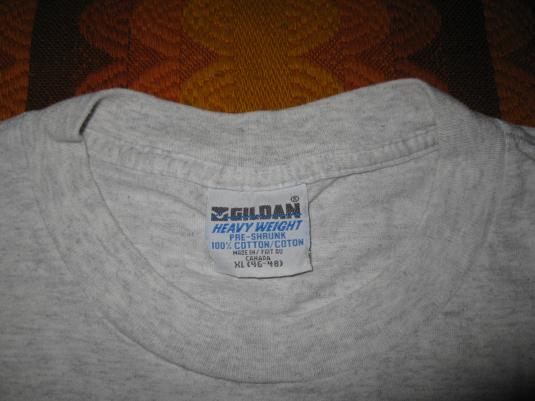 GILDAN®
HEAVY WEIGHT
PRE-SHRUNK
100% COTTON/COTON
MADE IN/FAIT AU
CANADA
XL (46-48)